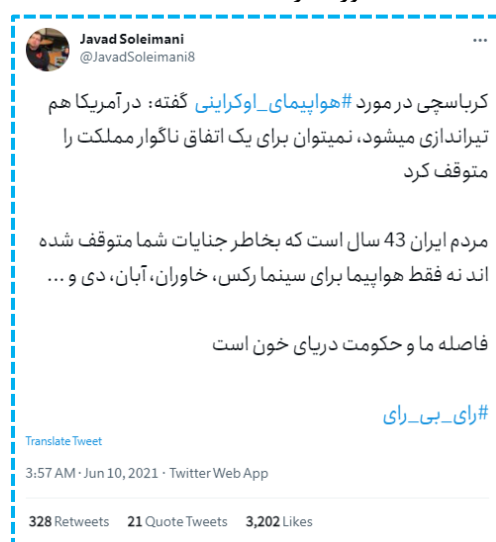 Javad Soleimani
@JavadSoleimani8
کرباسچی در مورد #هواپیمای_اوکراینی گفته: در آمریکا هم
تیراندازی میشود، نمیتوان برای یک اتفاق ناگوار مملکت را
متوقف کرد
مردم ایران 43 سال است که بخاطر جنایات شما متوقف شده
اند نه فقط هواپیما برای سینما رکس، خاوران، آبان، دی و ...
فاصله ما و حکومت دریای خون است
#رای_بی_رای
Translate Tweet
3:57 AM · Jun 10, 2021 · Twitter Web App
328 Retweets 21 Quote Tweets 3,202 Likes